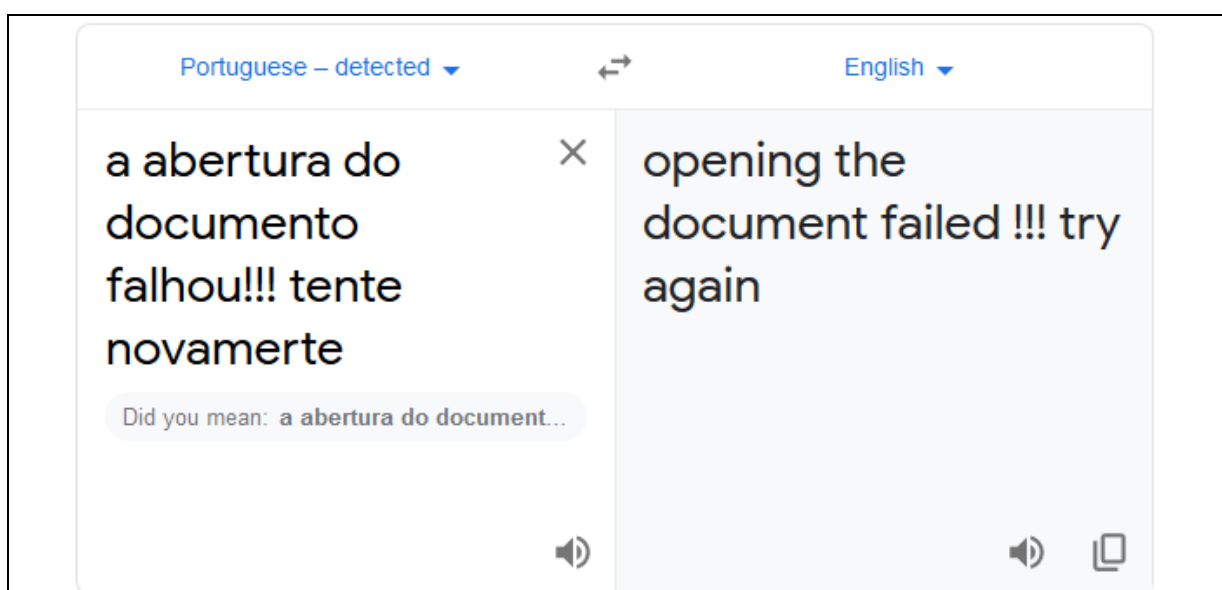 Portuguese – detected
English
a abertura do
documento
falhou!!! tente
novamerte
Did you mean: a abertura do document...
opening the
document failed !!! try
again